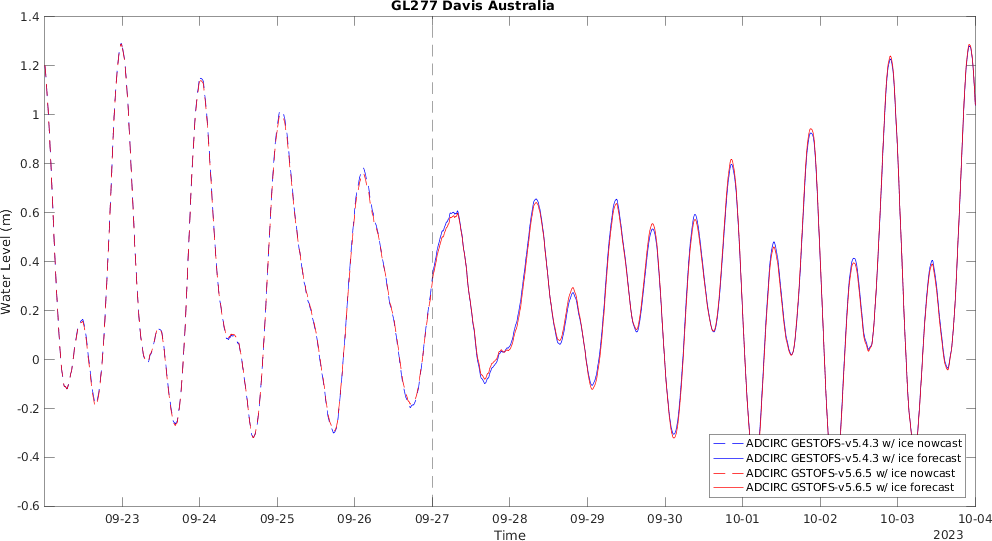 GL277 Davis Australia
1.4
1.2
1
0.8
0.6
0.4
0.2
0
-0.2
-0.4
-0.6
Water Level (m)
ADCIRC GESTOFS-v5.4.3 w/ ice nowcast
ADCIRC GESTOFS-v5.4.3 w/ ice forecast
ADCIRC GSTOFS-v5.6.5 w/ ice nowcast
ADCIRC GSTOFS-v5.6.5 w/ ice forecast
09-23 09-24 09-25 09-26 09-27 09-28 09-29 09-30 10-01 10-02 10-03 10-04
Time
2023